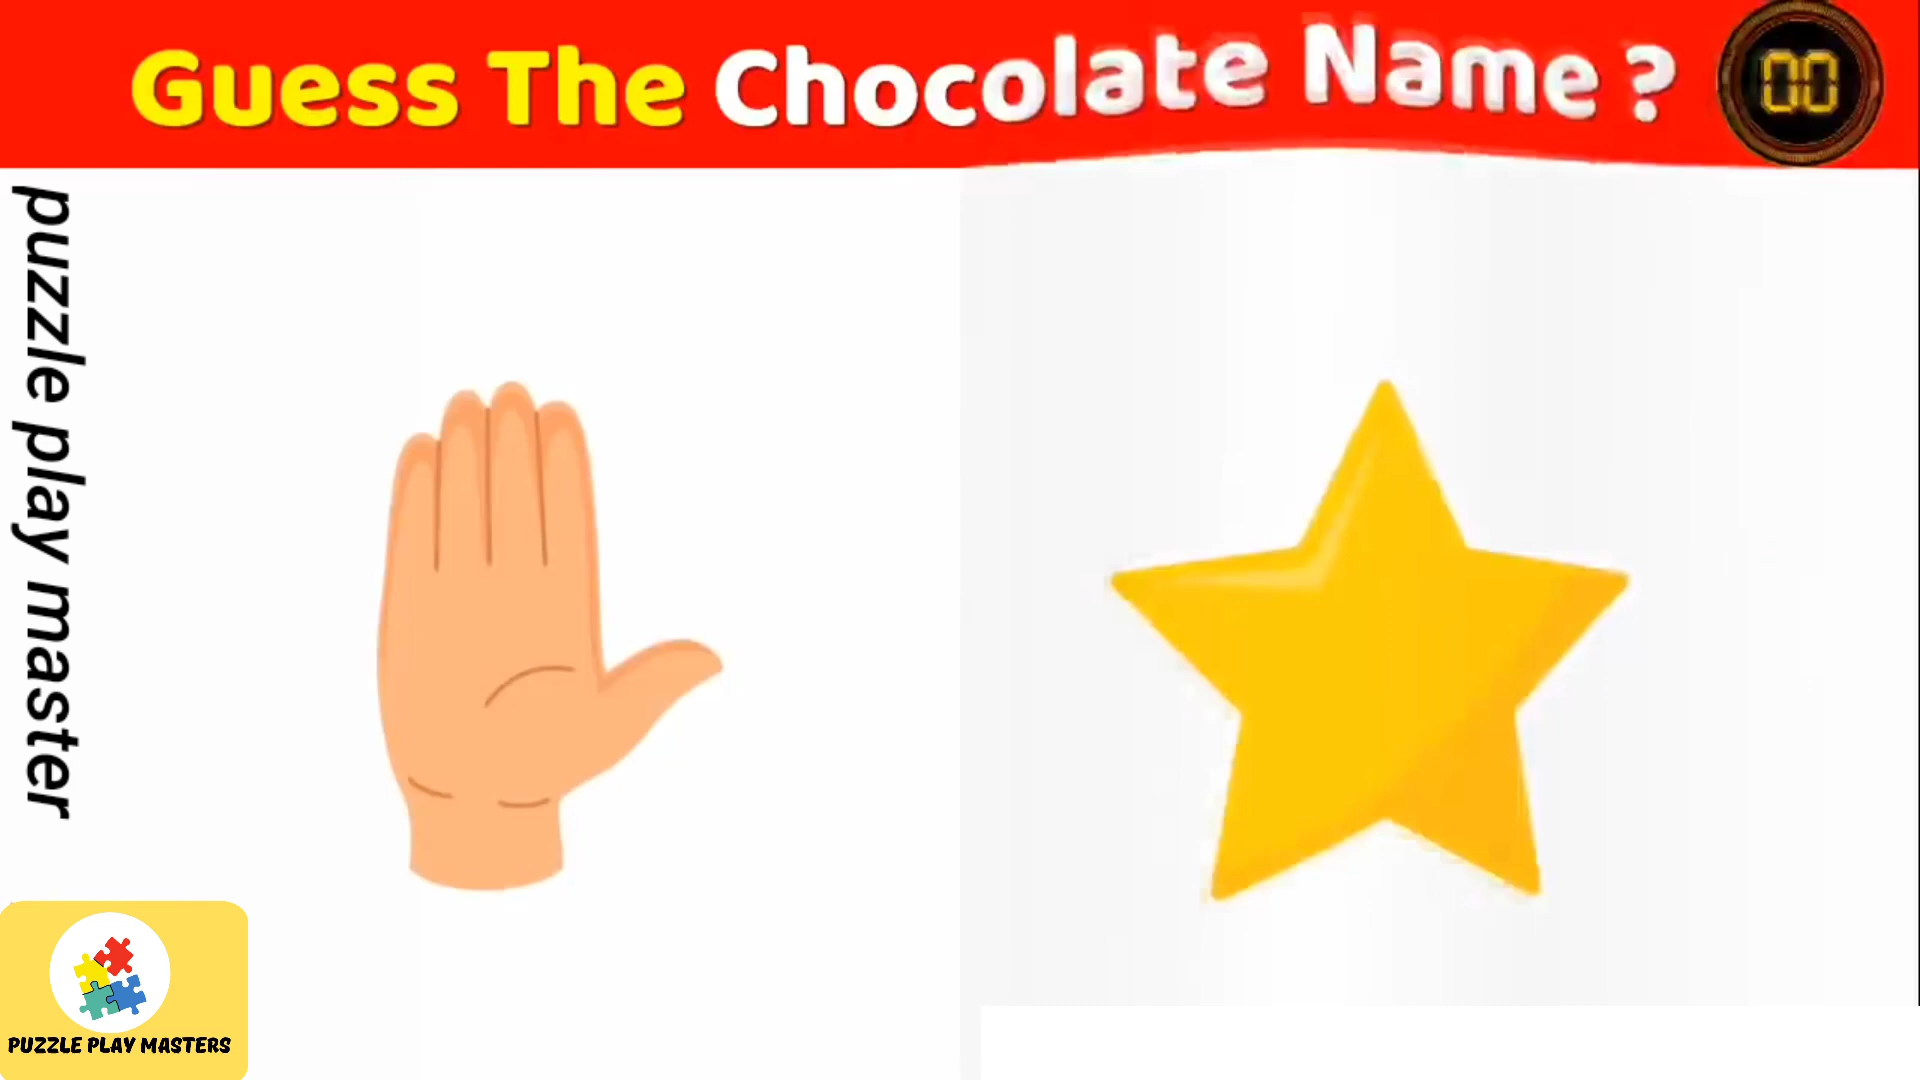 Guess The Chocolate Name ?
00
puzzle play master
PUZZLE PLAY MASTERS